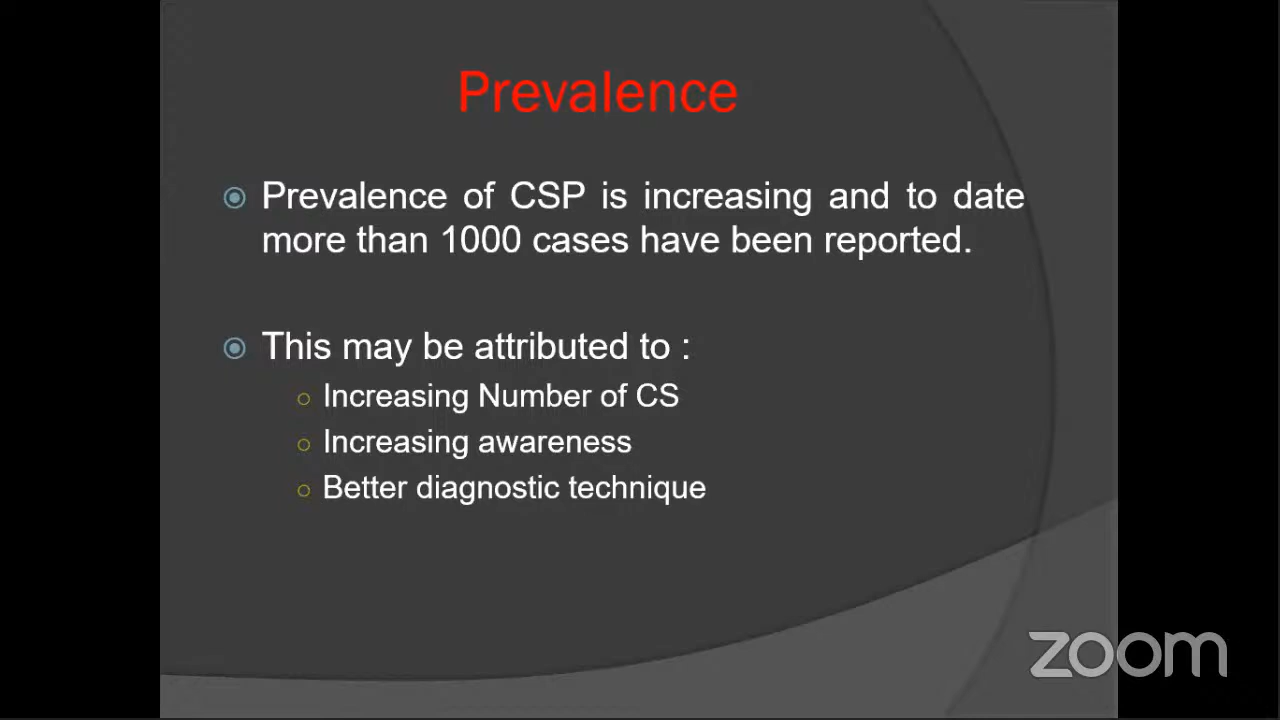 Prevalence
Prevalence of CSP is increasing and to date
more than 1000 cases have been reported.
This may be attributed to :
Increasing Number of CS
Increasing awareness
Better diagnostic technique
zoom